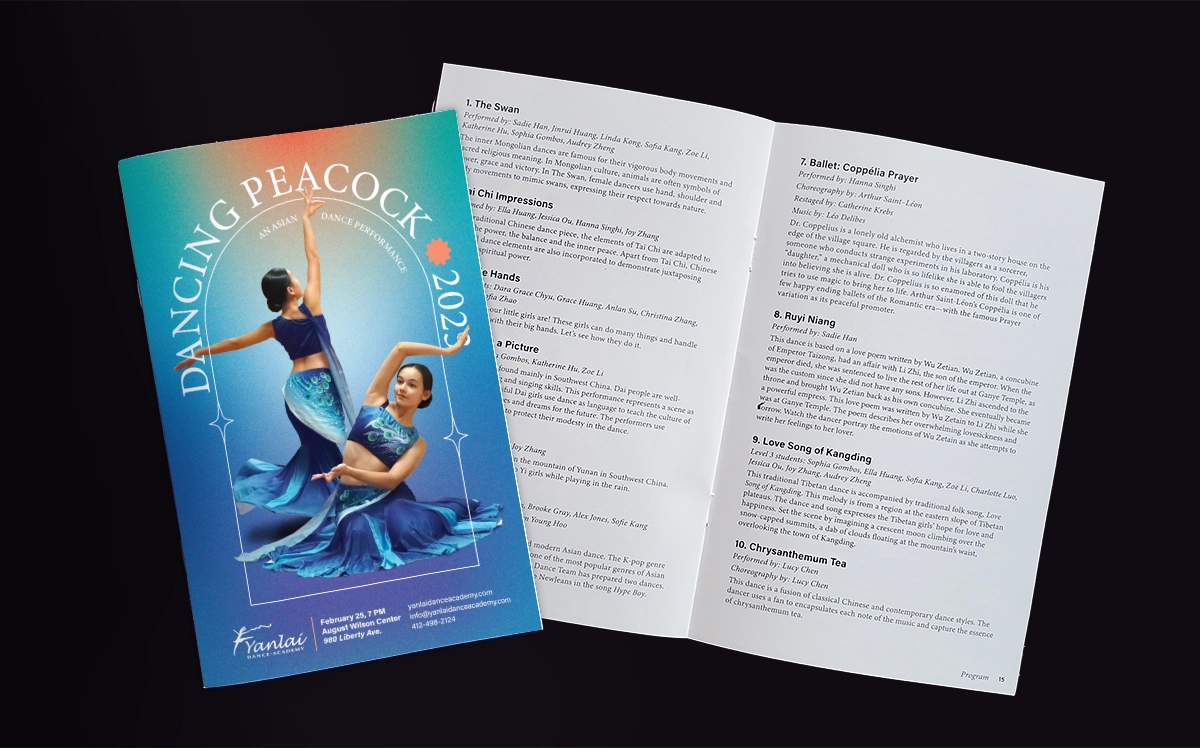 DANCING PEACOCK 2023
AN ASIAN DANCE PERFORMANCE
Yanlai
DANCE·ACADEMY
February 25, 7 PM
August Wilson Center
980 Liberty Ave.
yanlaidanceacademy.com
info@yanlaidanceacademy.com
412-498-2124
1. The Swan
Performed by: Sadie Han, Jinrui Huang, Linda Kong, Sofia Kang, Zoe Li,
Katherine Hu, Sophia Gombos, Audrey Zheng
The inner Mongolian dances are famous for their vigorous body movements and
sacred religious meaning. In Mongolian culture, animals are often symbols of
power, grace and victory. In The Swan, female dancers use hand, shoulder and
movements to mimic swans, expressing their respect towards nature.
ai Chi Impressions
med by: Ella Huang, Jessica Ou, Hanna Singhi, Joy Zhang
traditional Chinese dance piece, the elements of Tai Chi are adapted to
the power, the balance and the inner peace. Apart from Tai Chi, Chinese
dance elements are also incorporated to demonstrate juxtaposing
spiritual power.
e Hands
ts: Dara Grace Chyu, Grace Huang, Anlan Su, Christina Zhang,
Sofia Zhao
our little girls are! These girls can do many things and handle
with their big hands. Let's see how they do it.
a Picture
Gombos, Katherine Hu, Zoe Li
ound mainly in Southwest China. Dai people are well-
and singing skills. This performance represents a scene as
ful Dai girls use dance as language to teach the culture of
es and dreams for the future. The performers use
to protect their modesty in the dance.
Joy Zhang
in the mountain of Yunan in Southwest China.
Yi girls while playing in the rain.
, Brooke Gray, Alex Jones, Sofie Kang
Young Hoo
d modern Asian dance. The K-pop genre
one of the most popular genres of Asian
Dance Team has prepared two dances.
NewJeans in the song Hype Boy.
7. Ballet: Coppélia Prayer
Performed by: Hanna Singhi
Choreography by: Arthur Saint-Léon
Restaged by: Catherine Krebs
Music by: Léo Delibes
Dr. Coppelius is a lonely old alchemist who lives in a two-story house on the
edge of the village square. He is regarded by the villagers as a sorcerer,
someone who conducts strange experiments in his laboratory. Coppélia is his
"daughter," a mechanical doll who is so lifelike she is able to fool the villagers
into believing she is alive. Dr. Coppelius is so enamored of this doll that he
tries to use magic to bring her to life. Arthur Saint-Léon's Coppélia is one of
few happy ending ballets of the Romantic era—with the famous Prayer
variation as its peaceful promoter.
8. Ruyi Niang
Performed by: Sadie Han
This dance is based on a love poem written by Wu Zetian. Wu Zetian, a concubine
of Emperor Taizong, had an affair with Li Zhi, the son of the emperor. When the
emperor died, she was sentenced to live the rest of her life out at Ganye Temple, as
was the custom since she did not have any sons. However, Li Zhi ascended to the
throne and brought Wu Zetian back as his own concubine. She eventually became
a powerful empress. This love poem was written by Wu Zetain to Li Zhi while she
was at Ganye Temple. The poem describes her overwhelming lovesickness and
sorrow. Watch the dancer portray the emotions of Wu Zetain as she attempts to
write her feelings to her lover.
9. Love Song of Kangding
Level 3 students: Sophia Gombos, Ella Huang, Sofia Kang, Zoe Li, Charlotte Luo,
Jessica Ou, Joy Zhang, Audrey Zheng
This traditional Tibetan dance is accompanied by traditional folk song, Love
Song of Kangding. This melody is from a region at the eastern slope of Tibetan
plateaus. The dance and song expresses the Tibetan girls' hope for love and
happiness. Set the scene by imagining a crescent moon climbing over the
snow-capped summits, a dab of clouds floating at the mountain's waist,
overlooking the town of Kangding.
10. Chrysanthemum Tea
Performed by: Lucy Chen
Choreography by: Lucy Chen
This dance is a fusion of classical Chinese and contemporary dance styles. The
dancer uses a fan to encapsulates each note of the music and capture the essence
of chrysanthemum tea.
Program 15